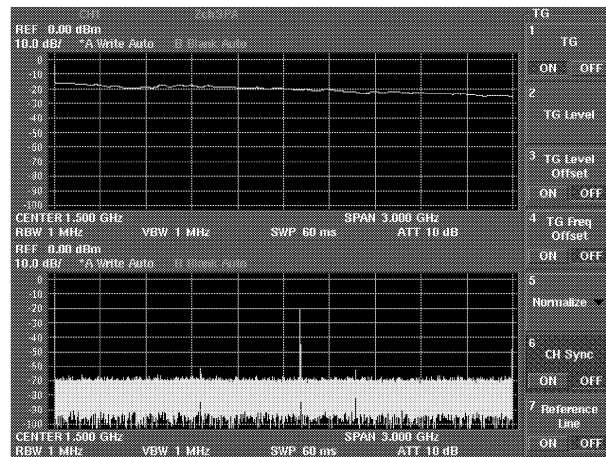 CH1 2chSPA TG
REF 0.00 dBm
10.0 dB/ *A Write Auto B Blank Auto
0
-10
-20
-30
-40
-50
-60
-70
-80
-90
-100
CENTER 1.500 GHz SPAN 3.000 GHz
RBW 1 MHz VBW 1 MHz SWP 60 ms ATT 10 dB
REF 0.00 dBm
10.0 dB/ *A Write Auto B Blank Auto
0
-10
-20
-30
-40
-50
-60
-70
-80
-90
-100
CENTER 1.500 GHz SPAN 3.000 GHz
RBW 1 MHz VBW 1 MHz SWP 60 ms ATT 10 dB
1
TG
ON OFF
2
TG Level
3 TG Level
Offset
ON OFF
4 TG Freq
Offset
ON OFF
5
Normalize
6
CH Sync
ON OFF
7 Reference
Line
ON OFF